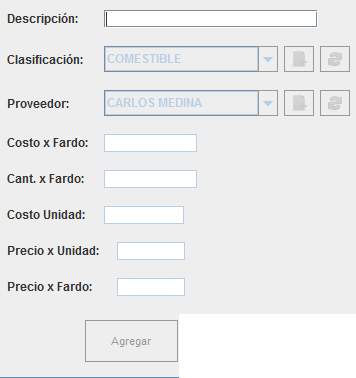 Descripción:
Clasificación: COMESTIBLE
Proveedor: CARLOS MEDINA
Costo x Fardo:
Cant. x Fardo:
Costo Unidad:
Precio x Unidad:
Precio x Fardo:
Agregar